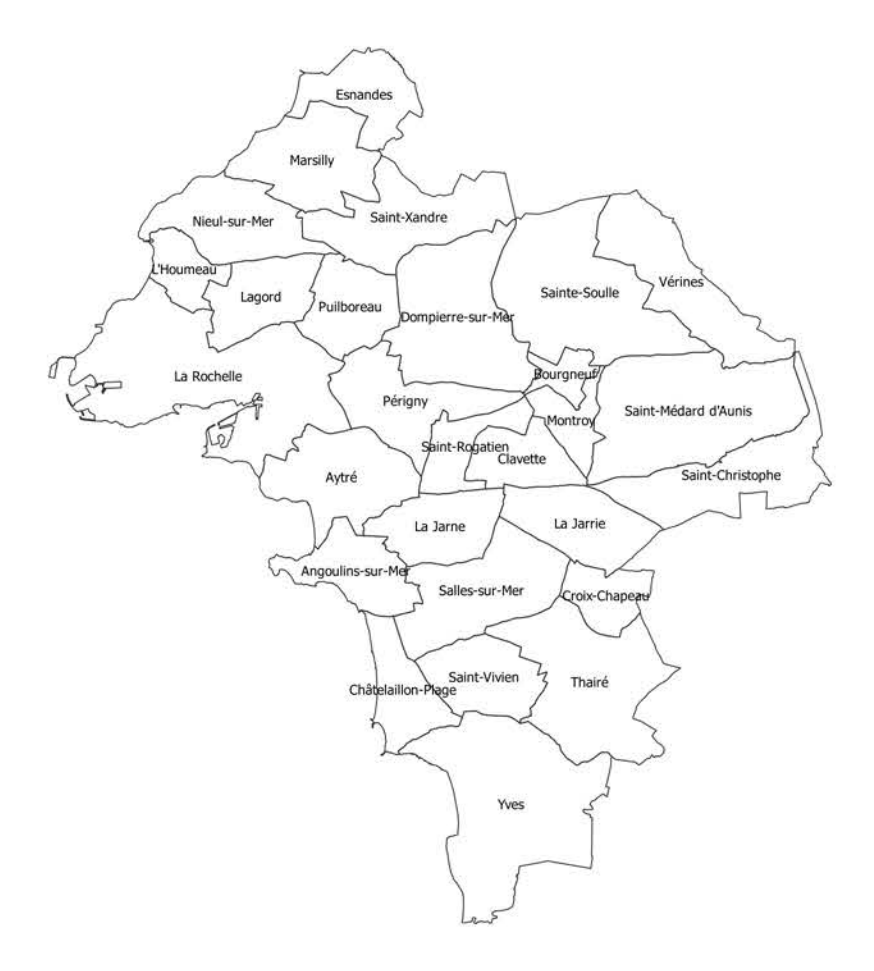 Esnandes
Marsilly
Nieul-sur-Mer
Saint-Xandre
L'Houmeau
Lagord
Puilboreau
Dompierre-sur-Mer
Sainte-Soulle
Vérines
La Rochelle
Bourgneuf
Périgny
Saint-Médard d'Aunis
Montroy
Saint-Rogatien
Clavette
Aytré
Saint-Christophe
La Jarne
La Jarrie
Angoulins-sur-Mer
Salles-sur-Mer
Croix-Chapeau
Saint-Vivien
Thairé
Châtelaillon-Plage
Yves